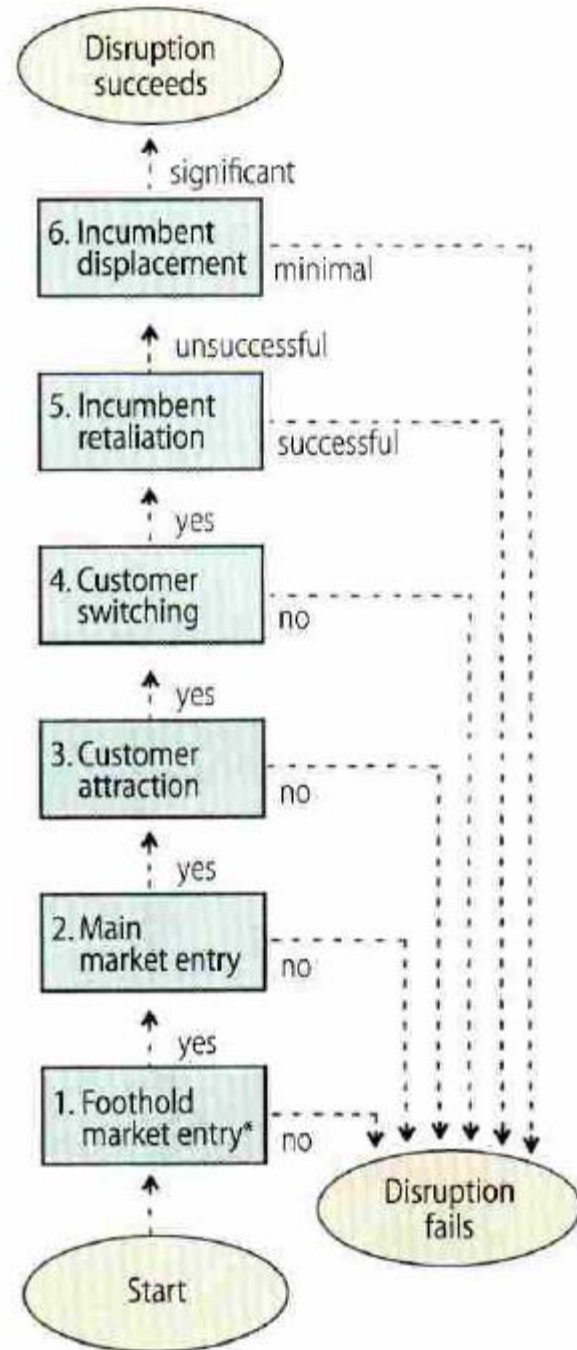 Disruption
succeeds
significant
6. Incumbent
displacement
minimal
unsuccessful
5. Incumbent
retaliation
successful
yes
4. Customer
switching
no
yes
3. Customer
attraction
no
yes
2. Main
market entry
no
yes
1. Foothold
market entry*
no
Disruption
fails
Start